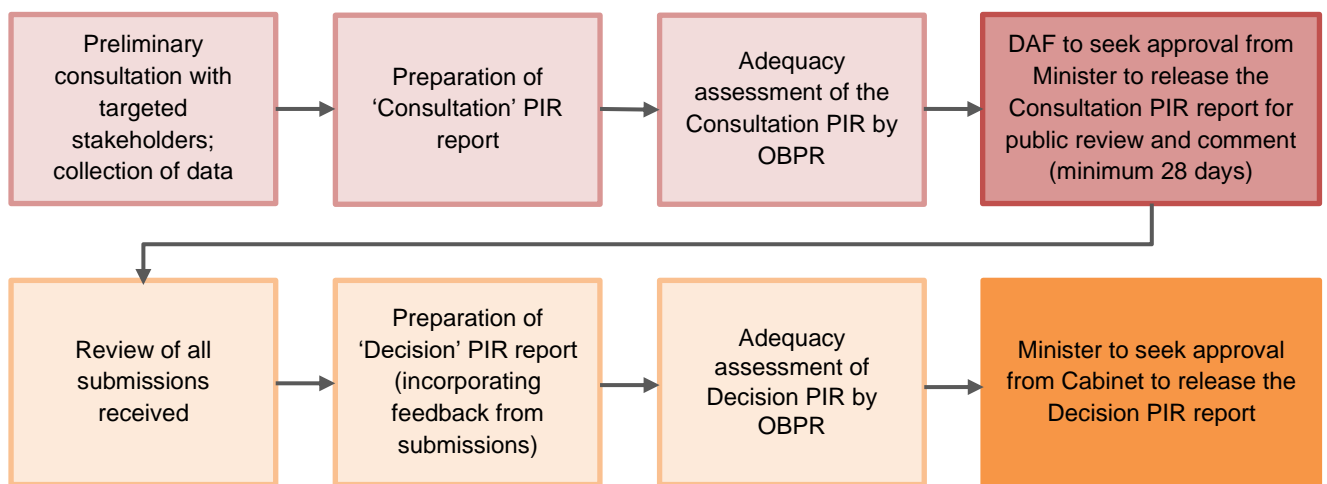 Preliminary
consultation with
targeted
stakeholders;
collection of data
Preparation of
‘Consultation’ PIR
report
Adequacy
assessment of the
Consultation PIR by
OBPR
DAF to seek approval from
Minister to release the
Consultation PIR report for
public review and comment
(minimum 28 days)
Review of all
submissions
received
Preparation of
‘Decision’ PIR report
(incorporating
feedback from
submissions)
Adequacy
assessment of
Decision PIR by
OBPR
Minister to seek approval
from Cabinet to release the
Decision PIR report